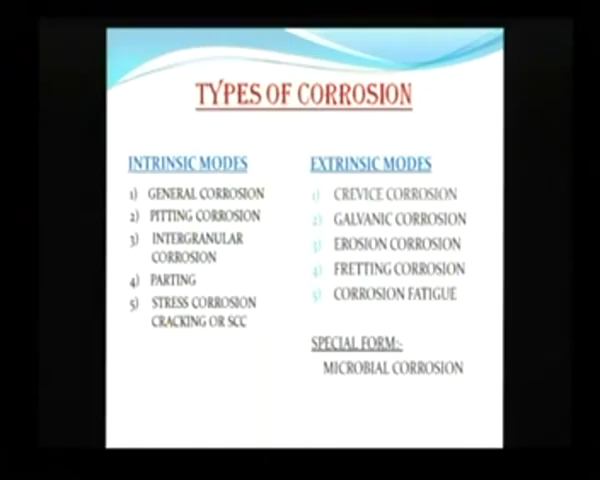 TYPES OF CORROSION
INTRINSIC MODES
1) GENERAL CORROSION
2) PITTING CORROSION
3) INTERGRANULAR
CORROSION
4) PARTING
5) STRESS CORROSION
CRACKING OR SCC
EXTRINSIC MODES
1) CREVICE CORROSION
2) GALVANIC CORROSION
3) EROSION CORROSION
4) FRETTING CORROSION
5) CORROSION FATIGUE
SPECIAL FORM:-
MICROBIAL CORROSION